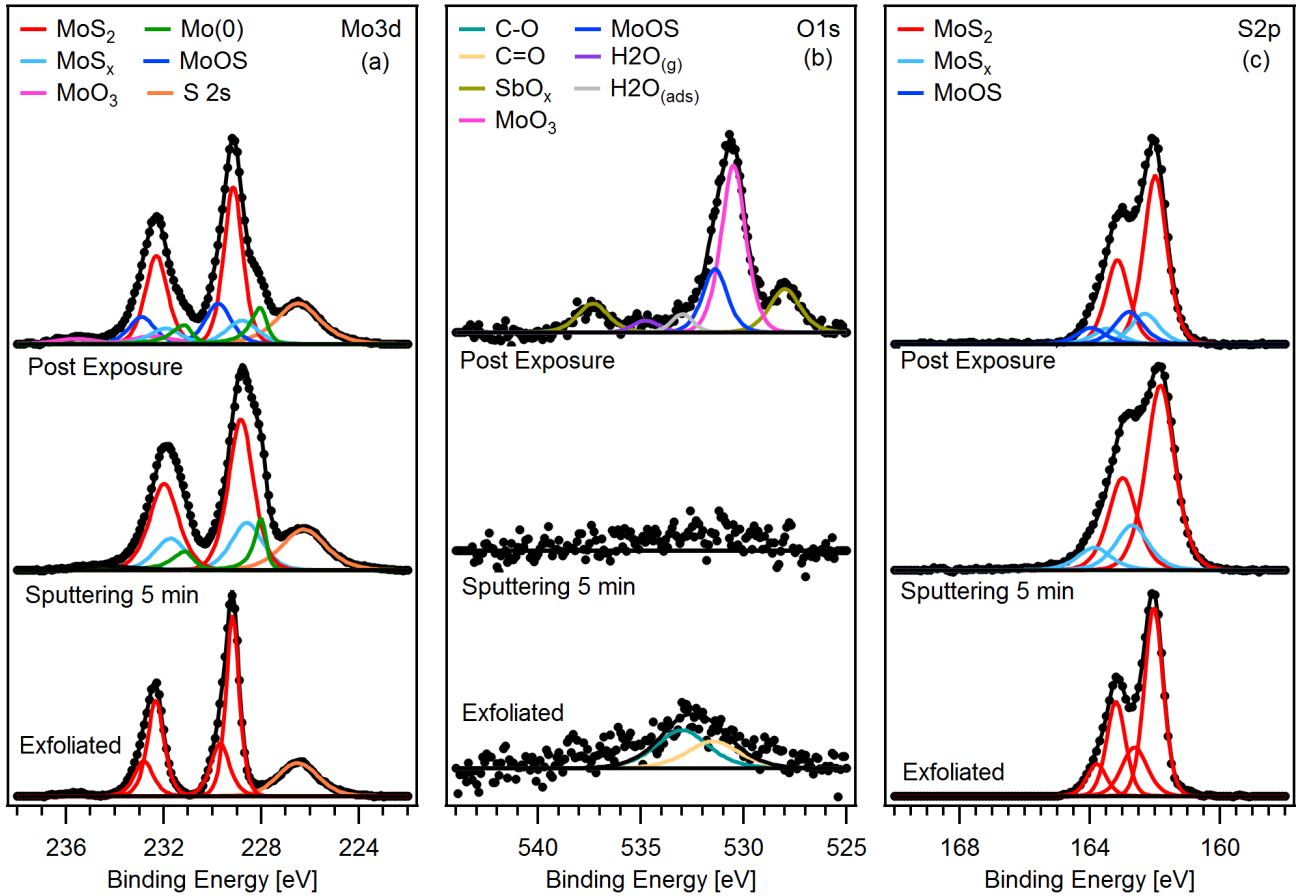 MoS2 Mo(0) Mo3d
MoSx MoOS (a)
MoO3 S 2s
Post Exposure
Sputtering 5 min
Exfoliated
236 232 228 224
Binding Energy [eV]
C-O MoOS O1s
C=O H2O(g) (b)
SbOx H2O(ads)
MoO3
Post Exposure
Sputtering 5 min
Exfoliated
540 535 530 525
Binding Energy [eV]
MoS2 S2p
MoSx (c)
MoOS
Post Exposure
Sputtering 5 min
Exfoliated
168 164 160
Binding Energy [eV]